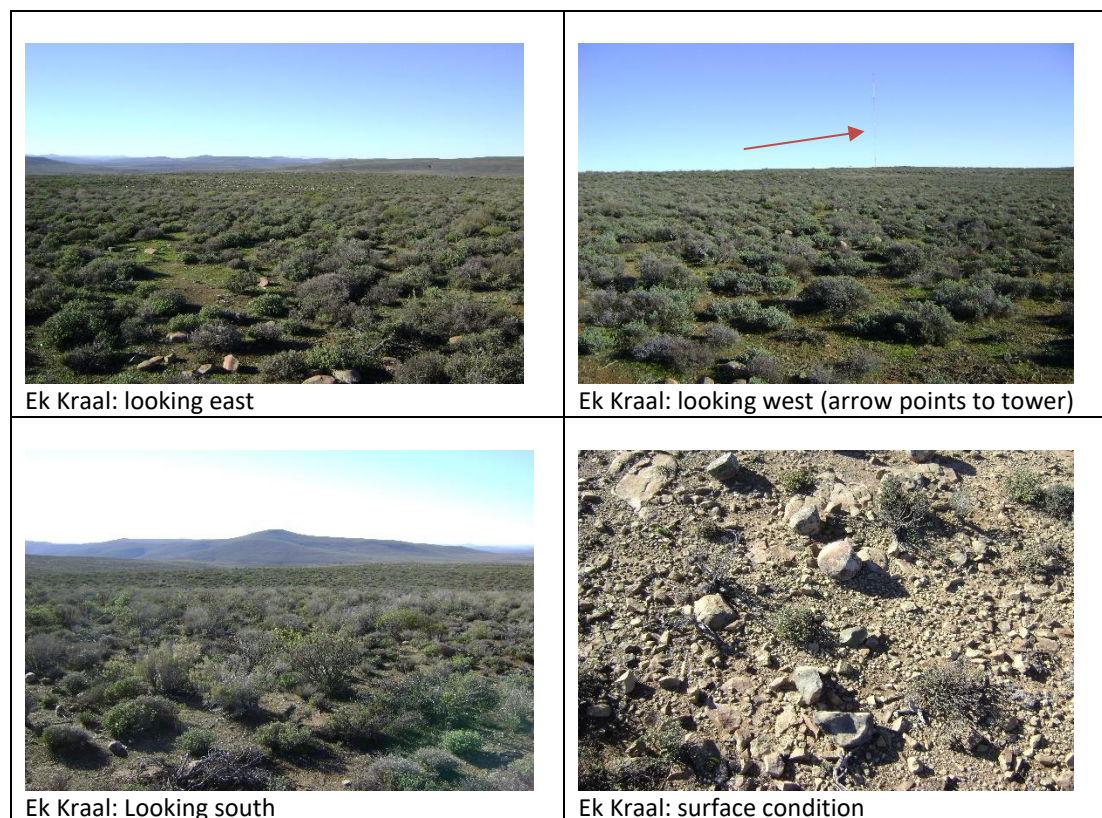 Ek Kraal: looking east
Ek Kraal: looking west (arrow points to tower)
Ek Kraal: Looking south
Ek Kraal: surface condition